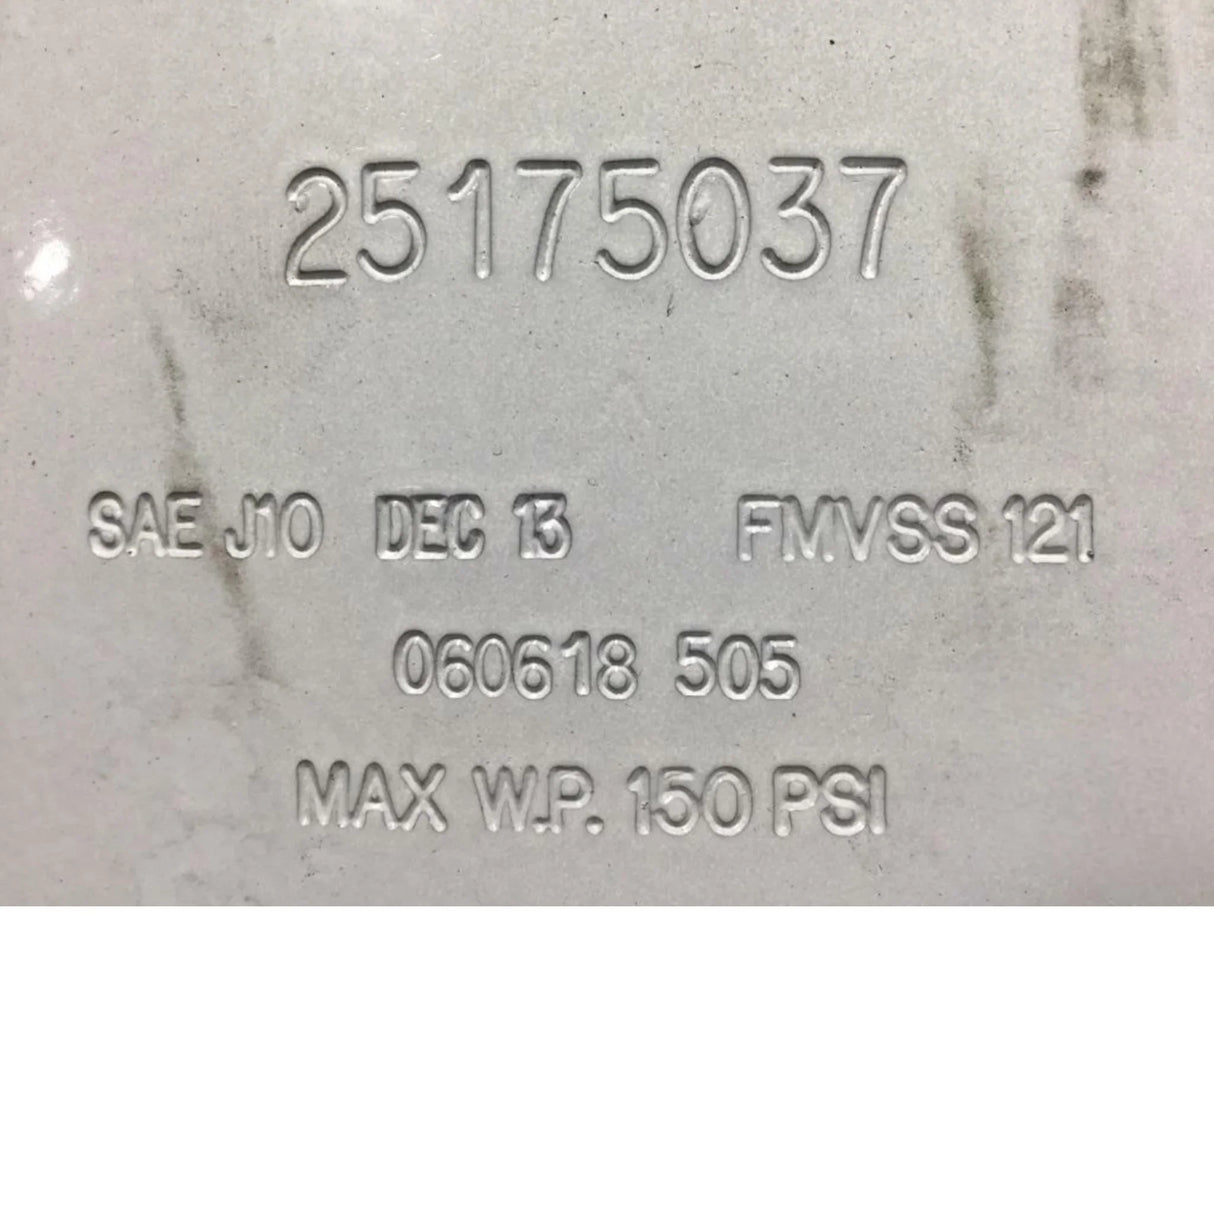 25175037
SAE J10 DEC 13 FMVSS 121
060618 505
MAX W.P. 150 PSI